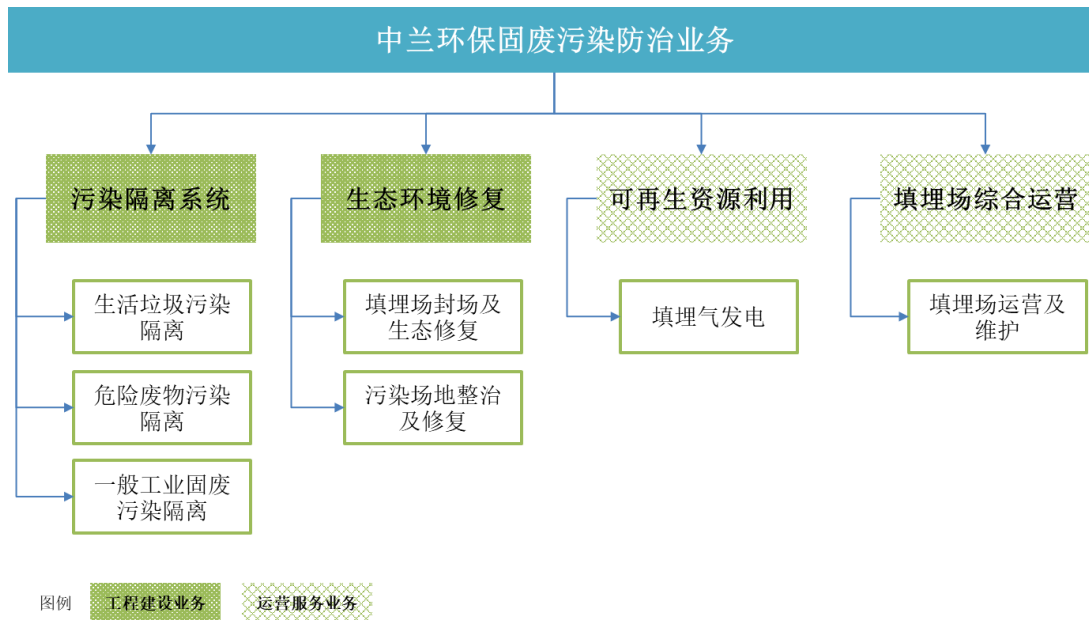 中兰环保固废污染防治业务
污染隔离系统
生态环境修复
可再生资源利用
填埋场综合运营
生活垃圾污染
隔离
填埋场封场及
生态修复
填埋气发电
填埋场运营及
维护
危险废物污染
隔离
污染场地整治
及修复
一般工业固废
污染隔离
图例
工程建设业务
运营服务业务